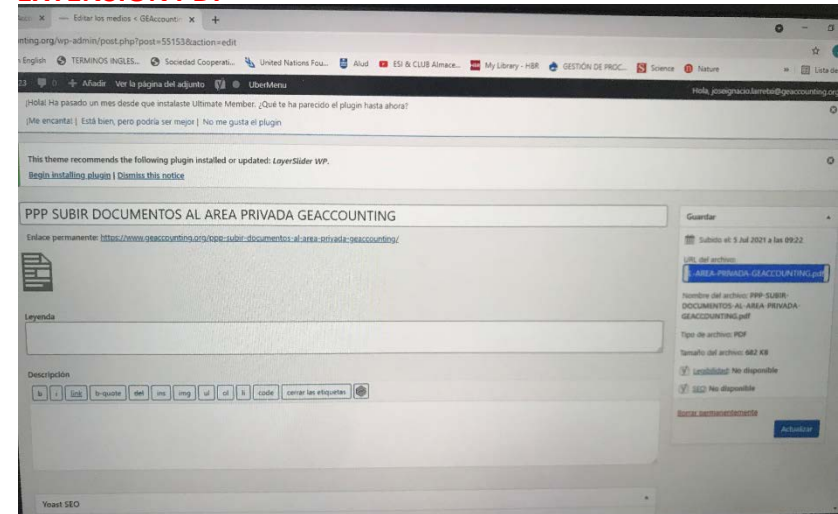 Editar los medios < GEAccountin
nting.org/wp-admin/post.php?post=55153&action=edit
English TERMINOS INGLES... Sociedad Cooperati... United Nations Fou... Alud ESI & CLUB Almace... My Library - HBR GESTIÓN DE PROC... Science Nature » Lista de
23 0 + Añadir Ver la página del adjunto UberMenu
Hola, joseignacio.larretei@geaccounting.org
¡Hola! Ha pasado un mes desde que instalaste Ultimate Member. ¿Qué te ha parecido el plugin hasta ahora?
¡Me encanta! | Está bien, pero podría ser mejor | No me gusta el plugin
This theme recommends the following plugin installed or updated: LayerSlider WP.
Begin installing plugin | Dismiss this notice
PPP SUBIR DOCUMENTOS AL AREA PRIVADA GEACCOUNTING
Enlace permanente: https://www.geaccounting.org/ppp-subir-documentos-al-area-privada-geaccounting/
Leyenda
Descripción
b i link b-quote del ins img ul ol li code cerrar las etiquetas
Yoast SEO
Guardar
Subido el: 5 Jul 2021 a las 09:22
URL del archivo:
L-AREA-PRIVADA-GEACCOUNTING.pdf
Nombre del archivo: PPP-SUBIR-
DOCUMENTOS-AL-AREA-PRIVADA-
GEACCOUNTING.pdf
Tipo de archivo: PDF
Tamaño del archivo: 682 KB
Legibilidad: No disponible
SEO: No disponible
Borrar permanentemente
Actualizar